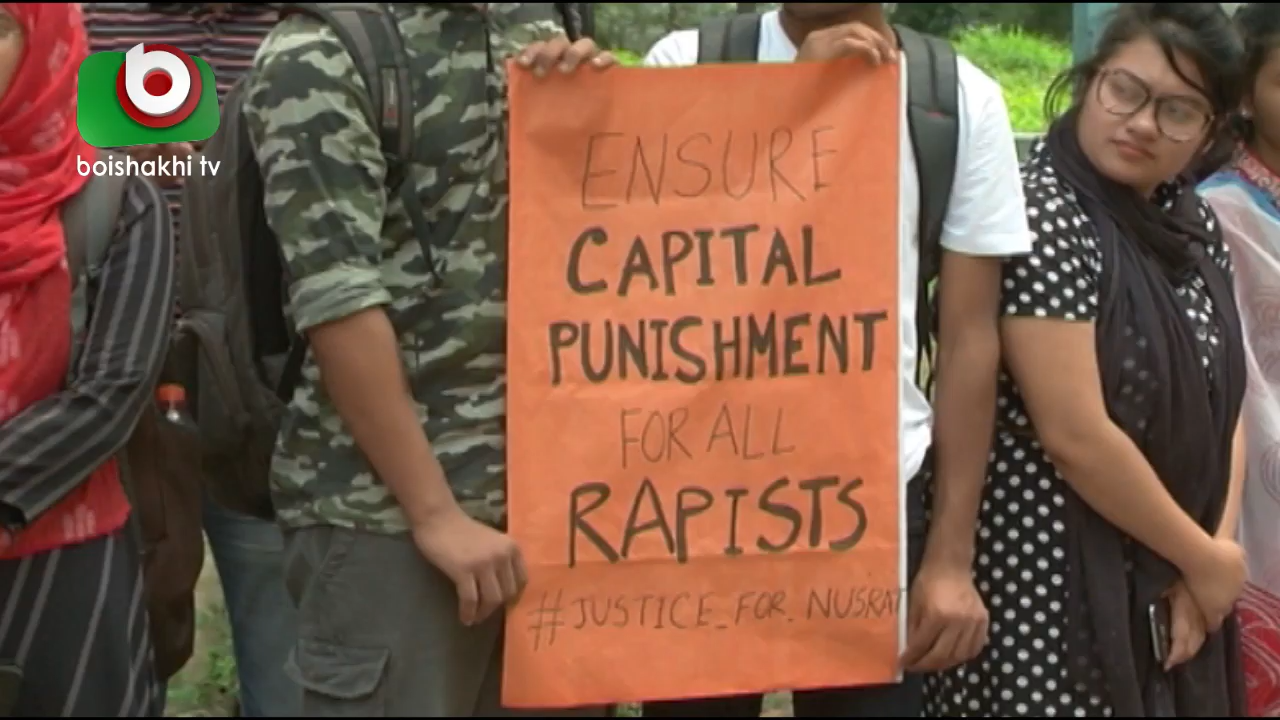 boishakhi tv
ENSURE
CAPITAL
PUNISHMENT
FOR ALL
RAPISTS
#JUSTICE_FOR_NUSRAT